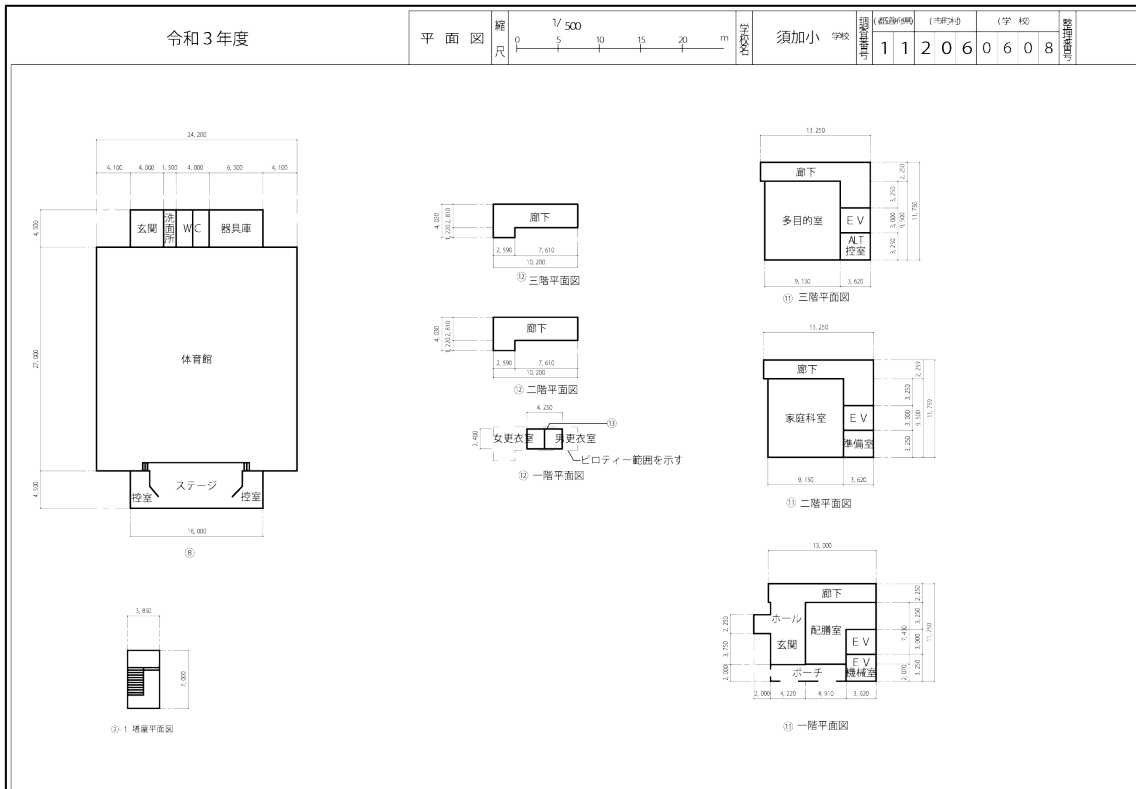 令和３年度
平面図
縮尺
1/500
0 5 10 15 20 m
学校名
須加小 学校
調査番号
(都道府県) (市町村) (学校)
1 1 2 0 6 0 6 0 8
整理番号
24,200
4,100 4,000 1,500 4,000 6,500 4,100
4,500
玄関
洗面所
WC
器具庫
27,000
体育館
4,500
控室
ステージ
控室
16,000
⑧
3,850
7,000
②-1 塔屋平面図
4,030
1,220 2,810
廊下
2,590 7,610
10,200
⑫ 三階平面図
4,030
1,220 2,810
廊下
2,590 7,610
10,200
⑫ 二階平面図
4,250
⑬
2,400
女更衣室
男更衣室
ピロティー範囲を示す
⑫ 一階平面図
13,250
廊下
多目的室
EV
ALT
控室
2,250
3,250
3,000
3,250
9,500
11,750
9,130 3,620
⑪ 三階平面図
13,250
廊下
家庭科室
EV
準備室
2,259
3,250
3,000
3,250
9,500
11,759
9,130 3,620
⑪ 二階平面図
13,000
廊下
ホール
配膳室
玄関
EV
EV
機械室
ポーチ
2,250
3,750
2,000
2,250
3,250
7,430
3,000
3,250
2,070
11,750
2,000 4,220 4,910 3,620
⑪ 一階平面図